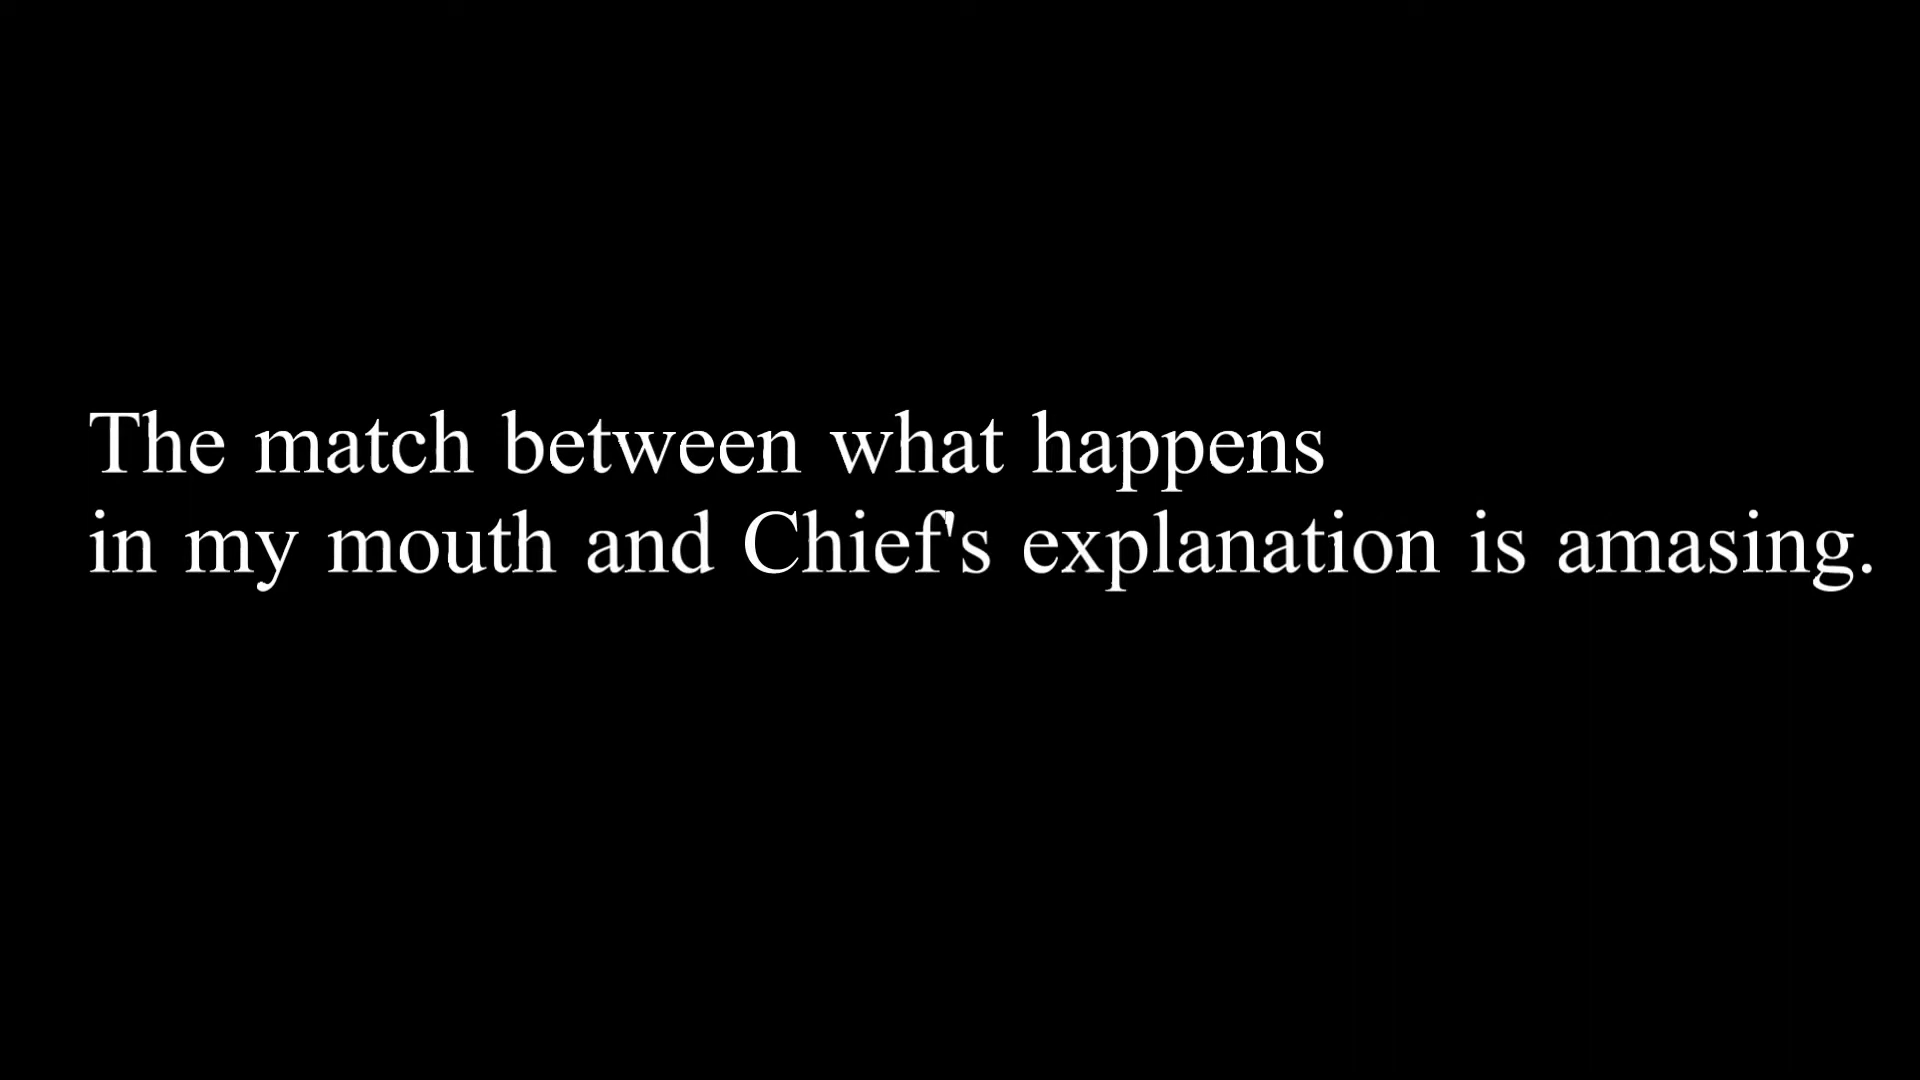 The match between what happens
in my mouth and Chief's explanation is amasing.